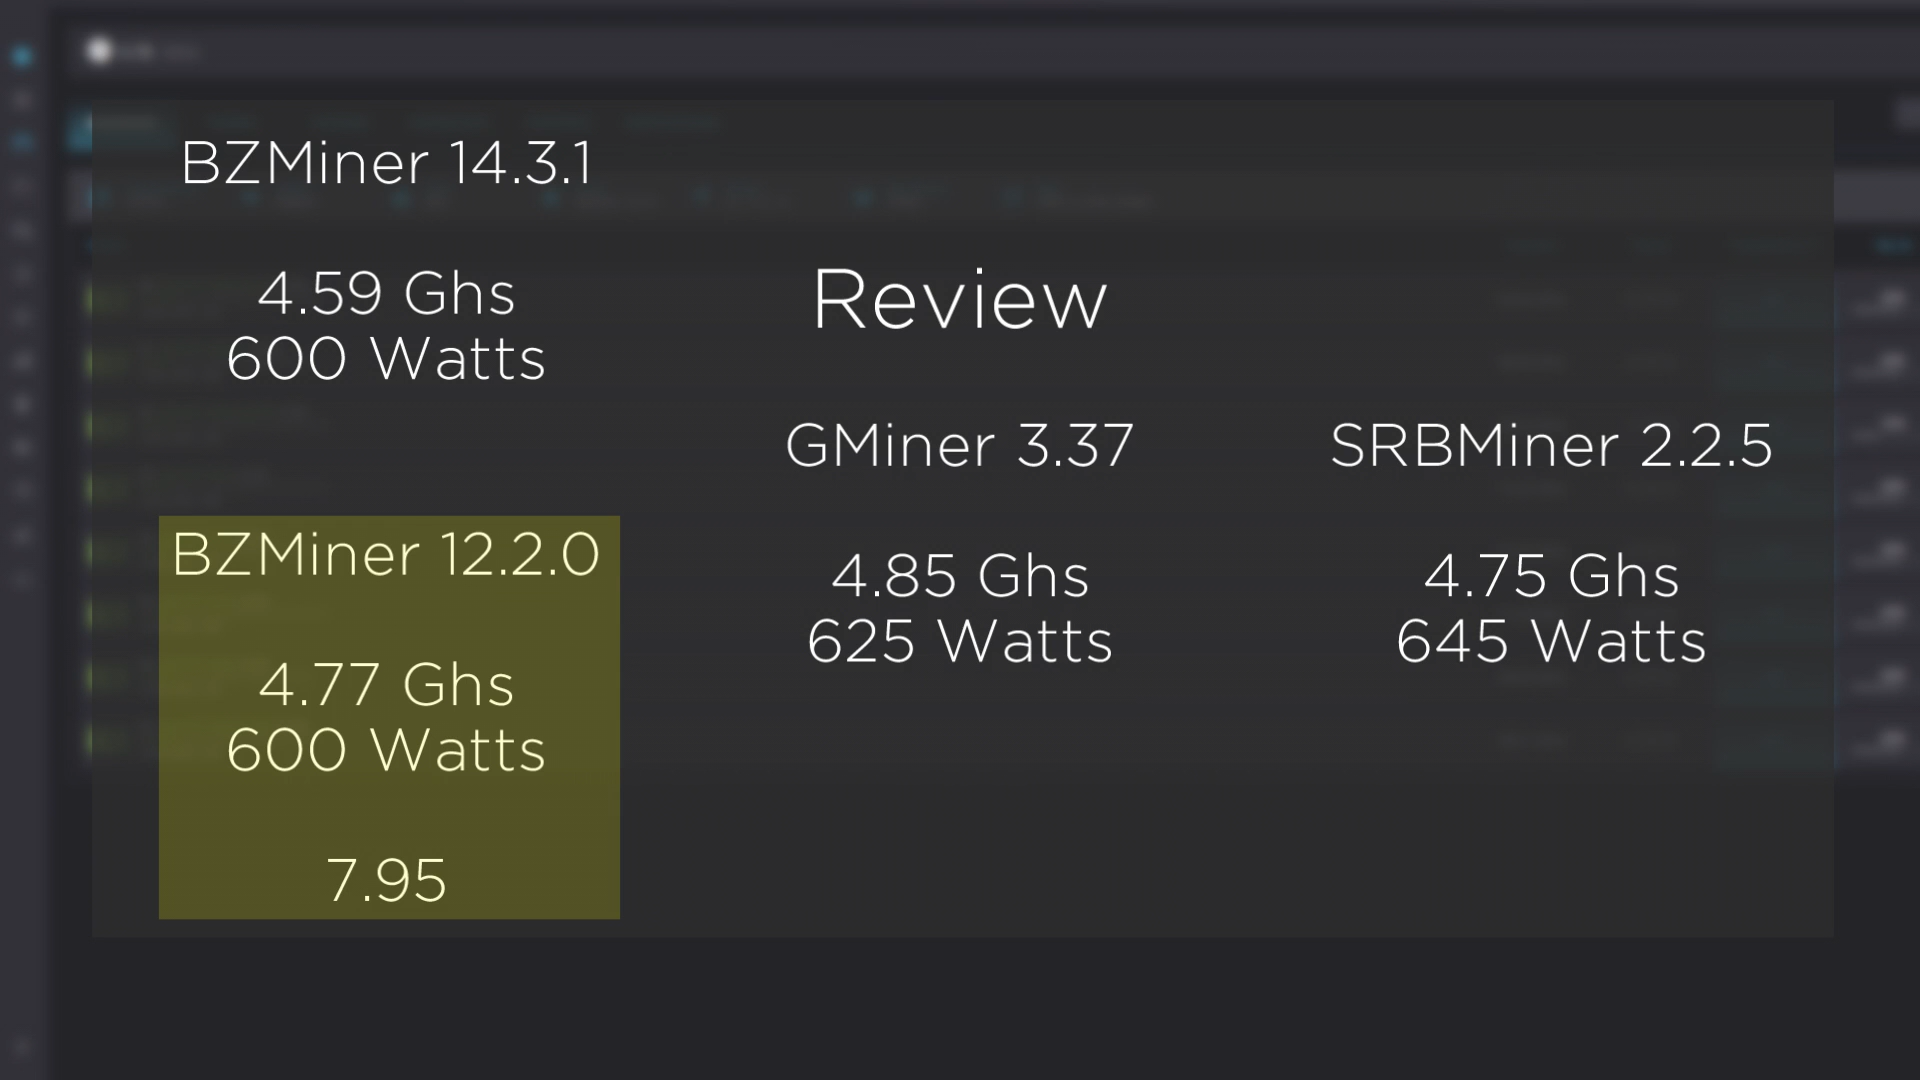 BZMiner 14.3.1
4.59 Ghs
600 Watts
Review
BZMiner 12.2.0
4.77 Ghs
600 Watts
7.95
GMiner 3.37
4.85 Ghs
625 Watts
SRBMiner 2.2.5
4.75 Ghs
645 Watts